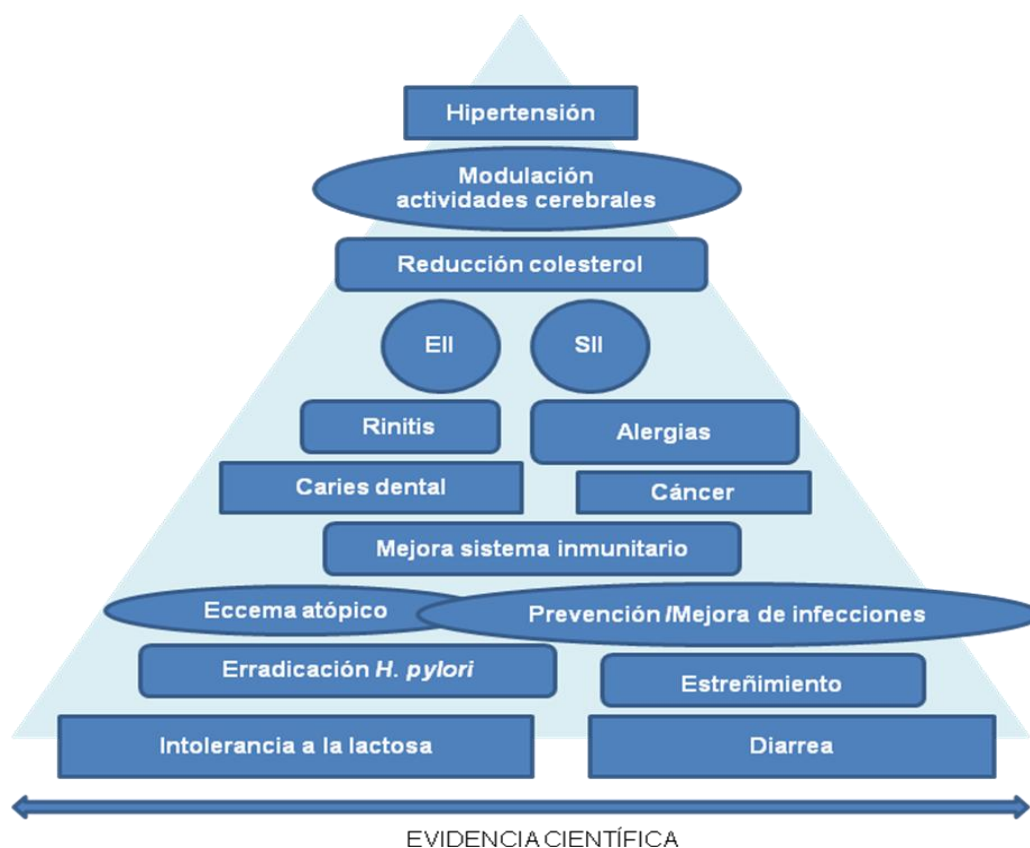 Hipertensión
Modulación
actividades cerebrales
Reducción colesterol
EII
SII
Rinitis
Alergias
Caries dental
Cáncer
Mejora sistema inmunitario
Eccema atópico
Prevención/Mejora de infecciones
Erradicación H. pylori
Estreñimiento
Intolerancia a la lactosa
Diarrea
EVIDENCIA CIENTÍFICA